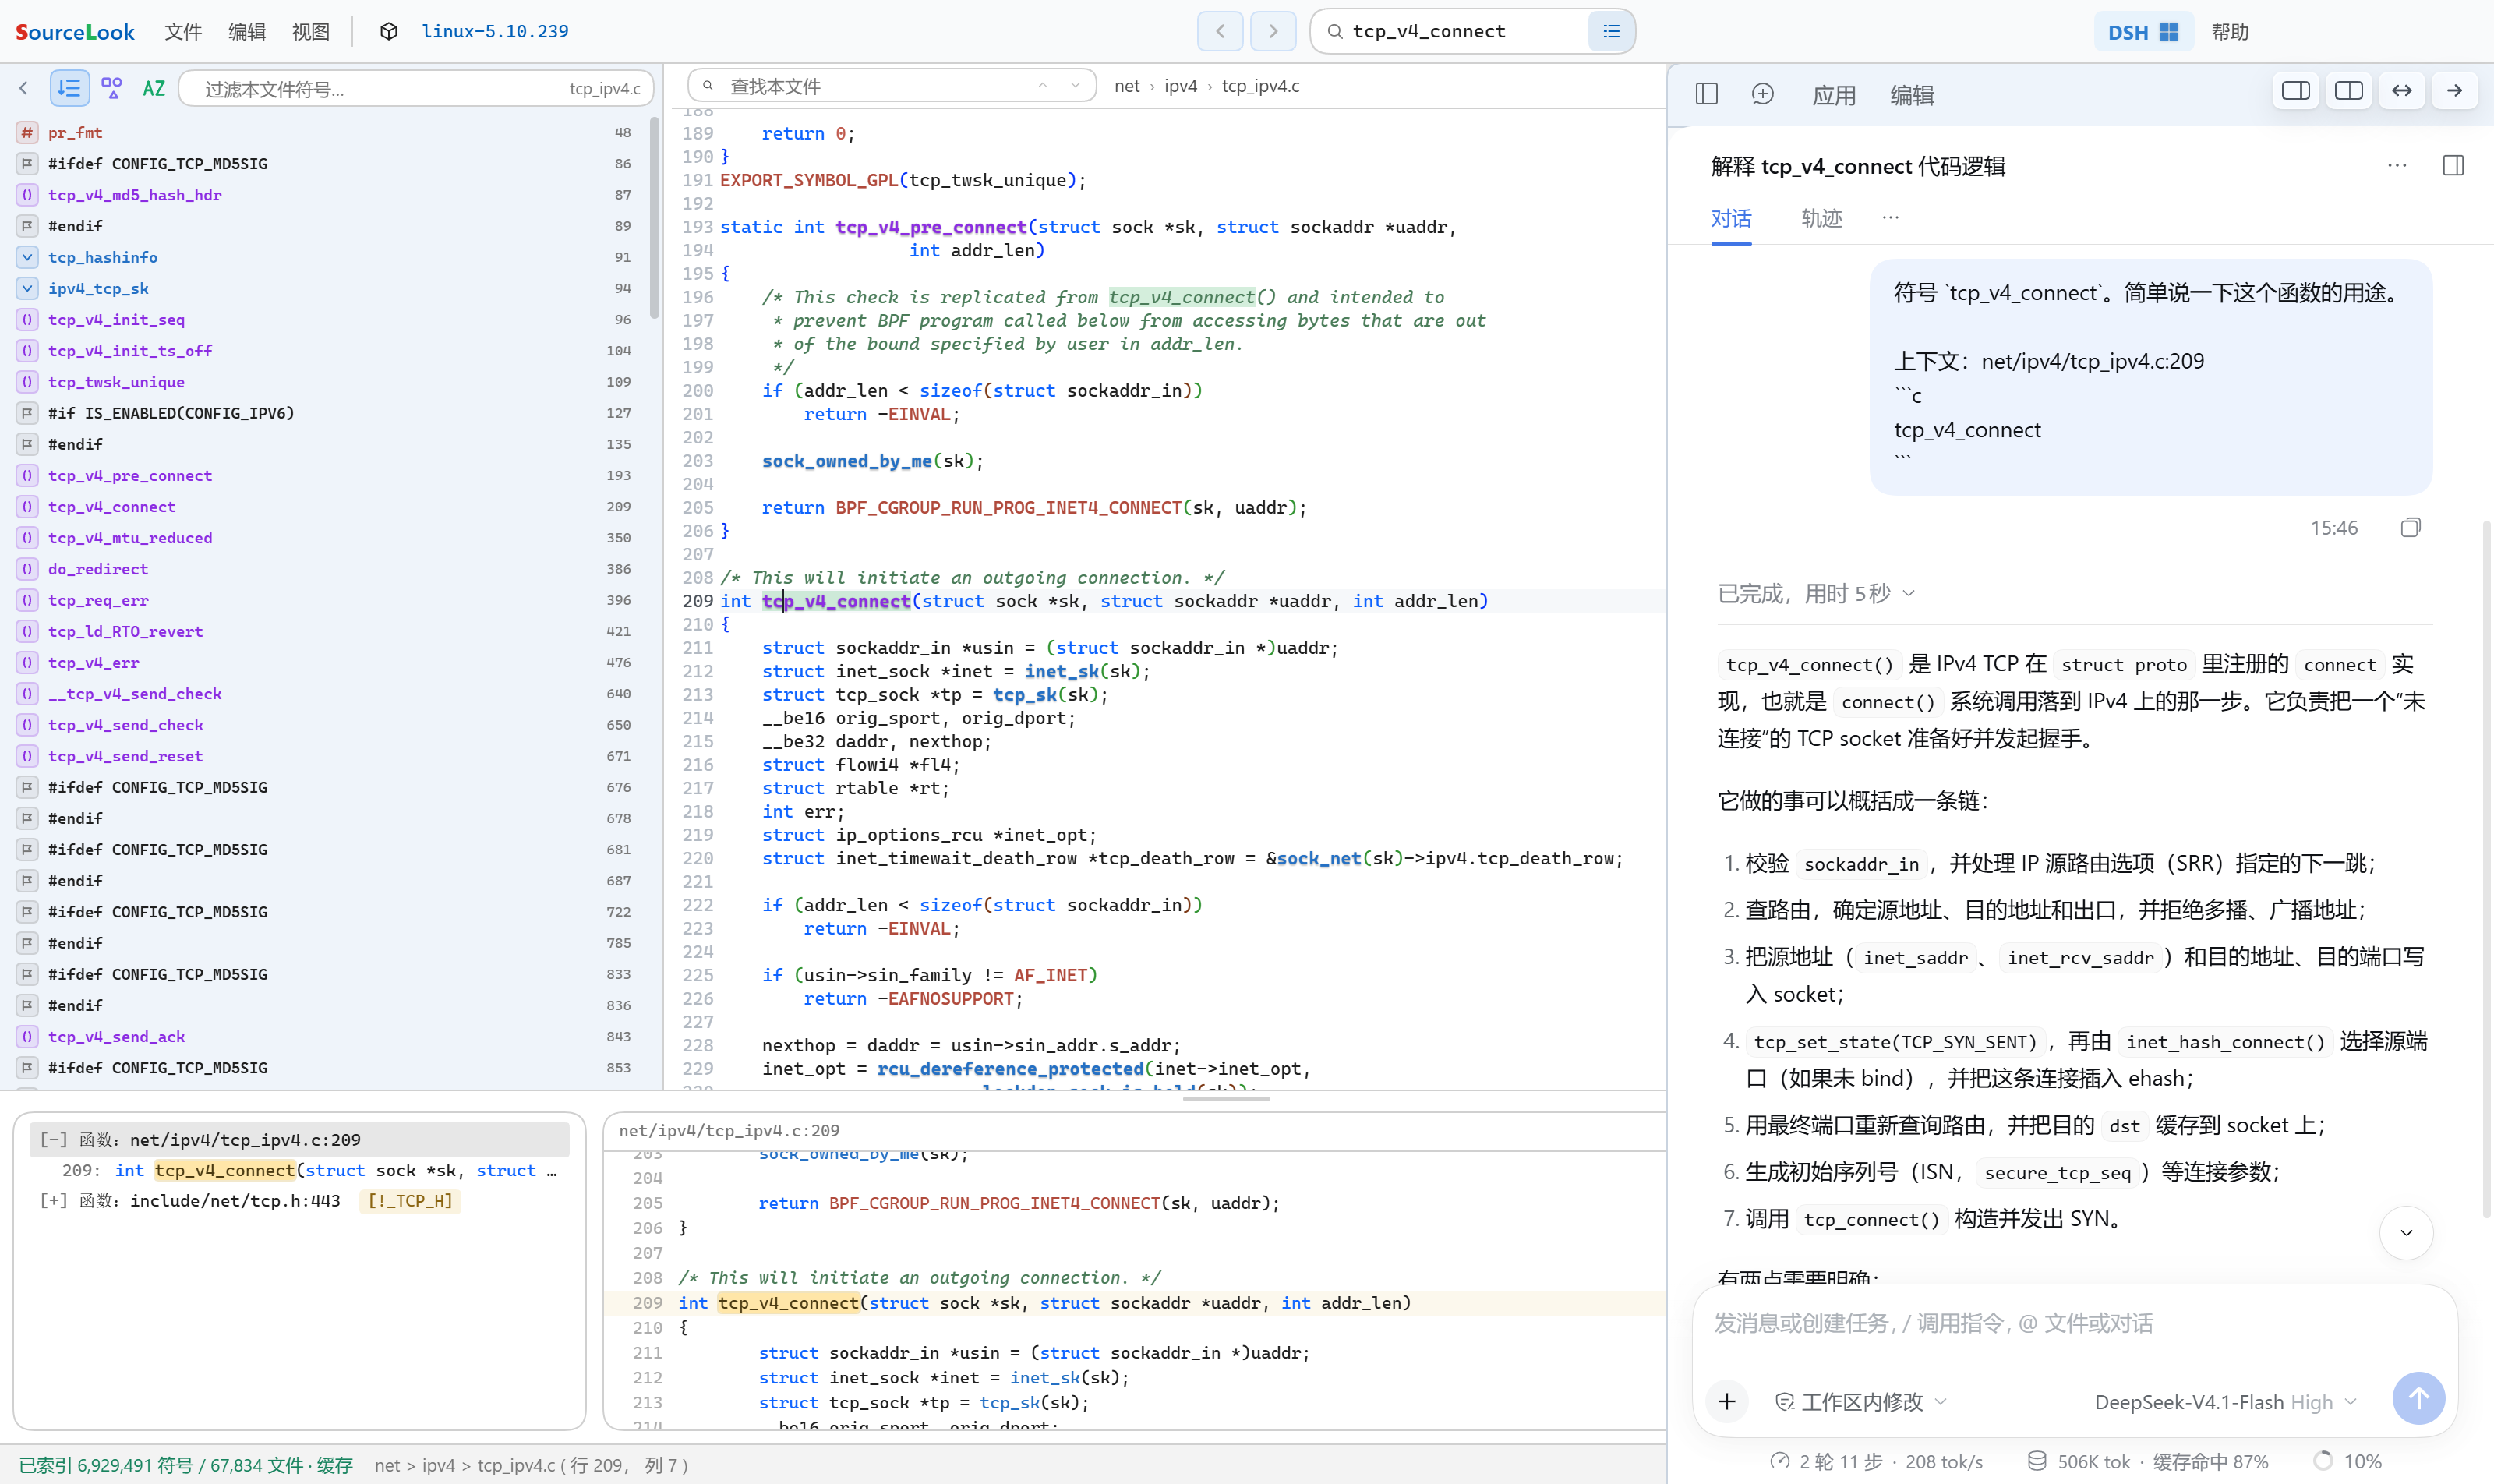 SourceLook 文件 编辑 视图 linux-5.10.239 tcp_v4_connect DSH 帮助
AZ 过滤本文件符号... tcp_ipv4.c
# pr_fmt 48
#ifdef CONFIG_TCP_MD5SIG 86
() tcp_v4_md5_hash_hdr 87
#endif 89
tcp_hashinfo 91
ipv4_tcp_sk 94
() tcp_v4_init_seq 96
() tcp_v4_init_ts_off 104
() tcp_twsk_unique 109
#if IS_ENABLED(CONFIG_IPV6) 127
#endif 135
() tcp_v4_pre_connect 193
() tcp_v4_connect 209
() tcp_v4_mtu_reduced 350
() do_redirect 386
() tcp_req_err 396
() tcp_ld_RTO_revert 421
() tcp_v4_err 476
() __tcp_v4_send_check 640
() tcp_v4_send_check 650
() tcp_v4_send_reset 671
#ifdef CONFIG_TCP_MD5SIG 676
#endif 678
#ifdef CONFIG_TCP_MD5SIG 681
#endif 687
#ifdef CONFIG_TCP_MD5SIG 722
#endif 785
#ifdef CONFIG_TCP_MD5SIG 833
#endif 836
() tcp_v4_send_ack 843
#ifdef CONFIG_TCP_MD5SIG 853
查找本文件 net › ipv4 › tcp_ipv4.c
188
189 return 0;
190 }
191 EXPORT_SYMBOL_GPL(tcp_twsk_unique);
192
193 static int tcp_v4_pre_connect(struct sock *sk, struct sockaddr *uaddr,
194 int addr_len)
195 {
196 /* This check is replicated from tcp_v4_connect() and intended to
197 * prevent BPF program called below from accessing bytes that are out
198 * of the bound specified by user in addr_len.
199 */
200 if (addr_len < sizeof(struct sockaddr_in))
201 return -EINVAL;
202
203 sock_owned_by_me(sk);
204
205 return BPF_CGROUP_RUN_PROG_INET4_CONNECT(sk, uaddr);
206 }
207
208 /* This will initiate an outgoing connection. */
209 int tcp_v4_connect(struct sock *sk, struct sockaddr *uaddr, int addr_len)
210 {
211 struct sockaddr_in *usin = (struct sockaddr_in *)uaddr;
212 struct inet_sock *inet = inet_sk(sk);
213 struct tcp_sock *tp = tcp_sk(sk);
214 __be16 orig_sport, orig_dport;
215 __be32 daddr, nexthop;
216 struct flowi4 *fl4;
217 struct rtable *rt;
218 int err;
219 struct ip_options_rcu *inet_opt;
220 struct inet_timewait_death_row *tcp_death_row = &sock_net(sk)->ipv4.tcp_death_row;
221
222 if (addr_len < sizeof(struct sockaddr_in))
223 return -EINVAL;
224
225 if (usin->sin_family != AF_INET)
226 return -EAFNOSUPPORT;
227
228 nexthop = daddr = usin->sin_addr.s_addr;
229 inet_opt = rcu_dereference_protected(inet->inet_opt,
230 lockdep_sock_is_held(sk));
[-] 函数: net/ipv4/tcp_ipv4.c:209
209: int tcp_v4_connect(struct sock *sk, struct …
[+] 函数: include/net/tcp.h:443 [!_TCP_H]
net/ipv4/tcp_ipv4.c:209
203 sock_owned_by_me(sk);
204
205 return BPF_CGROUP_RUN_PROG_INET4_CONNECT(sk, uaddr);
206 }
207
208 /* This will initiate an outgoing connection. */
209 int tcp_v4_connect(struct sock *sk, struct sockaddr *uaddr, int addr_len)
210 {
211 struct sockaddr_in *usin = (struct sockaddr_in *)uaddr;
212 struct inet_sock *inet = inet_sk(sk);
213 struct tcp_sock *tp = tcp_sk(sk);
214 __be16 orig_sport, orig_dport;
已索引 6,929,491 符号 / 67,834 文件 · 缓存 net > ipv4 > tcp_ipv4.c ( 行 209， 列 7 )
应用 编辑
解释 tcp_v4_connect 代码逻辑 ···
对话 轨迹 ···
符号 `tcp_v4_connect`。简单说一下这个函数的用途。
上下文：net/ipv4/tcp_ipv4.c:209
```c
tcp_v4_connect
```
15:46
已完成，用时 5 秒
tcp_v4_connect() 是 IPv4 TCP 在 struct proto 里注册的 connect 实
现，也就是 connect() 系统调用落到 IPv4 上的那一步。它负责把一个“未
连接”的 TCP socket 准备好并发起握手。
它做的事可以概括成一条链：
1. 校验 sockaddr_in，并处理 IP 源路由选项（SRR）指定的下一跳；
2. 查路由，确定源地址、目的地址和出口，并拒绝多播、广播地址；
3. 把源地址（ inet_saddr、 inet_rcv_saddr ）和目的地址、目的端口写
入 socket；
4. tcp_set_state(TCP_SYN_SENT)，再由 inet_hash_connect() 选择源端
口（如果未 bind），并把这条连接插入 ehash；
5. 用最终端口重新查询路由，并把目的 dst 缓存到 socket 上；
6. 生成初始序列号（ISN， secure_tcp_seq ）等连接参数；
7. 调用 tcp_connect() 构造并发出 SYN。
有两点需要明确：
发消息或创建任务, / 调用指令, @ 文件或对话
工作区内修改 DeepSeek-V4.1-Flash High
2 轮 11 步 · 208 tok/s 506K tok · 缓存命中 87% 10%